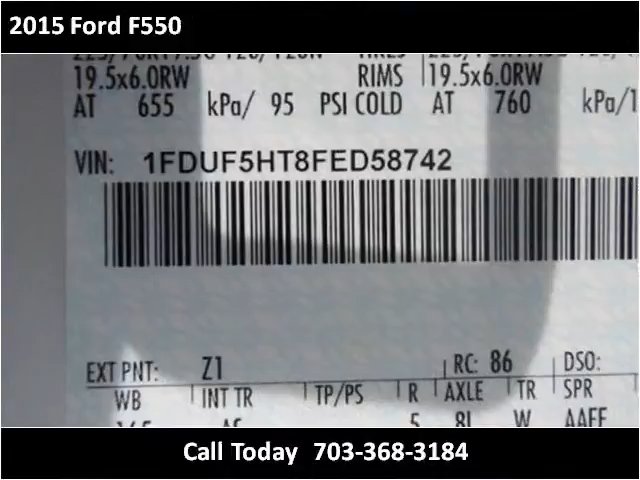 2015 Ford F550
19.5x6.0RW RIMS 19.5x6.0RW
AT 655 kPa/ 95 PSI COLD AT 760 kPa/1
VIN: 1FDUF5HT8FED58742
EXT PNT: Z1 RC: 86 DSO:
WB INT TR TP/PS R AXLE TR SPR
5 8L W AAFF
Call Today 703-368-3184